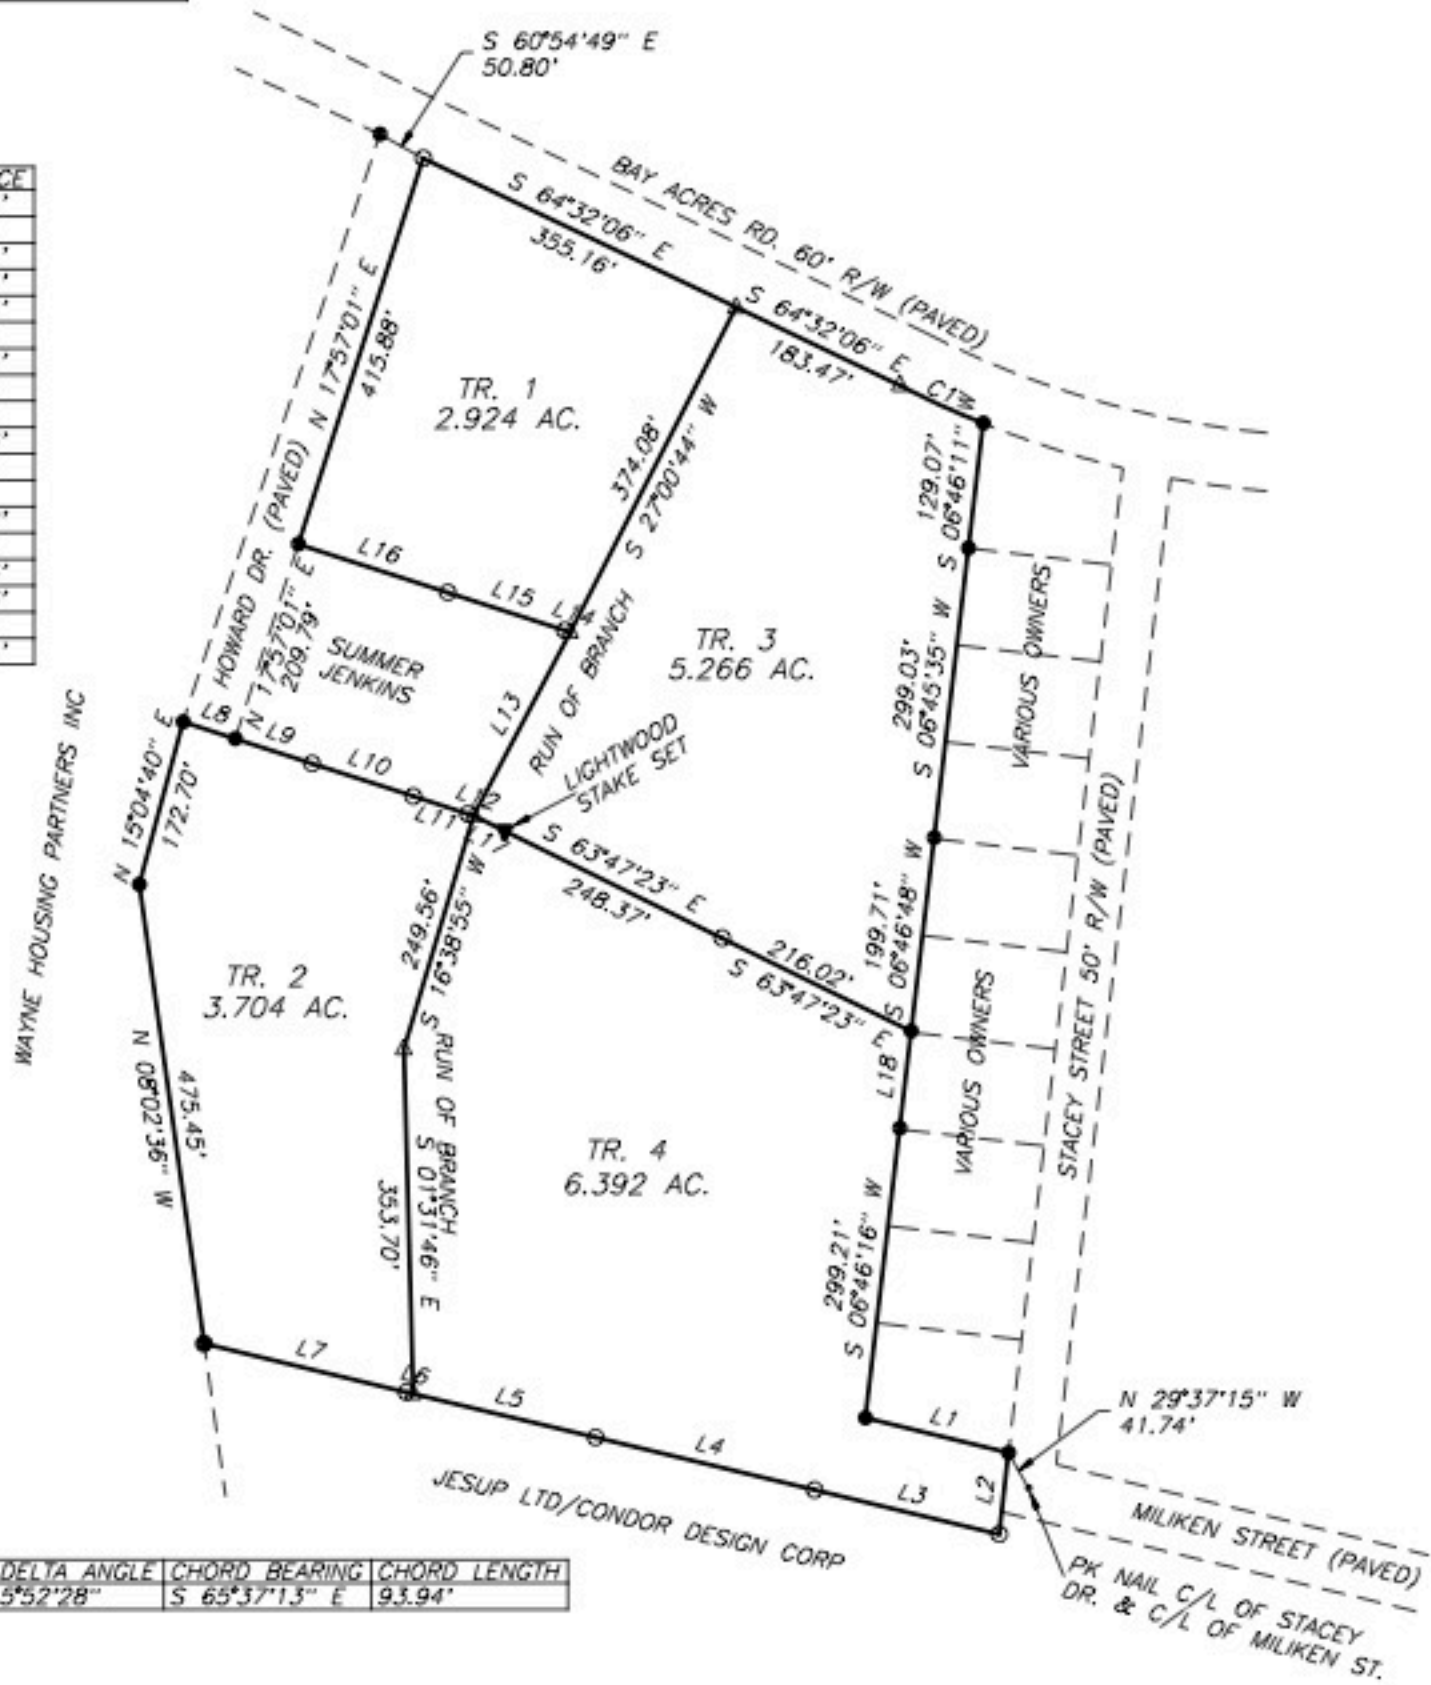 S 60°54'49" E
50.80'
CE
BAY ACRES RD. 60' R/W (PAVED)
S 64°32'06" E
355.16'
S 64°32'06" E
183.47'
C1
N 17°57'01" E
415.88'
TR. 1
2.924 AC.
374.08'
S 27°00'44" W
129.07'
S 06°46'11" W
HOWARD DR. (PAVED)
L16
L15
L14
N 17°57'01" E
209.79'
SUMMER
JENKINS
TR. 3
5.266 AC.
RUN OF BRANCH
299.03'
S 06°45'35" W
VARIOUS OWNERS
WAYNE HOUSING PARTNERS INC
L8
L9
L10
L11
L12
L13
L17
LIGHTWOOD
STAKE SET
N 15°04'40" E
172.70'
S 63°47'23" E
248.37'
216.02'
S 63°47'23" E
199.71'
S 06°46'48" W
STACEY STREET 50' R/W (PAVED)
249.56'
S 16°38'55" W
TR. 2
3.704 AC.
VARIOUS OWNERS
L18
475.45'
N 08°02'36" W
RUN OF BRANCH
S 01°31'46" E
353.70'
TR. 4
6.392 AC.
299.21'
S 06°46'16" W
L7
L6
L5
L4
L3
L1
L2
N 29°37'15" W
41.74'
JESUP LTD/CONDOR DESIGN CORP
MILIKEN STREET (PAVED)
PK NAIL C/L OF STACEY
DR. & C/L OF MILIKEN ST.
DELTA ANGLE CHORD BEARING CHORD LENGTH
5°52'28" S 65°37'13" E 93.94'